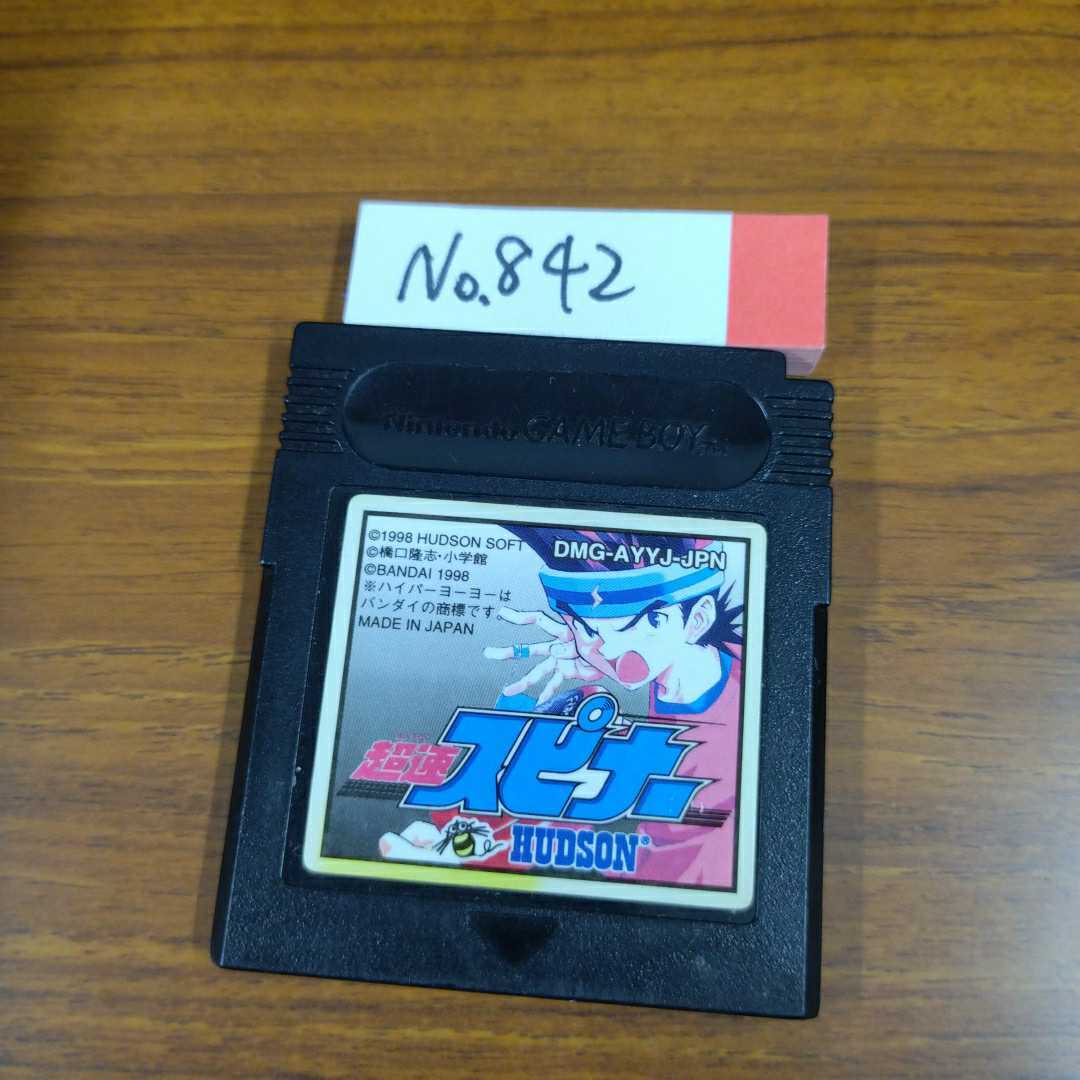 No.842
Nintendo GAME BOY
©1998 HUDSON SOFT
©橋口隆志・小学館
©BANDAI 1998
※ハイパーヨーヨーは
バンダイの商標です。
MADE IN JAPAN
DMG-AYYJ-JPN
超速スピナー
HUDSON®